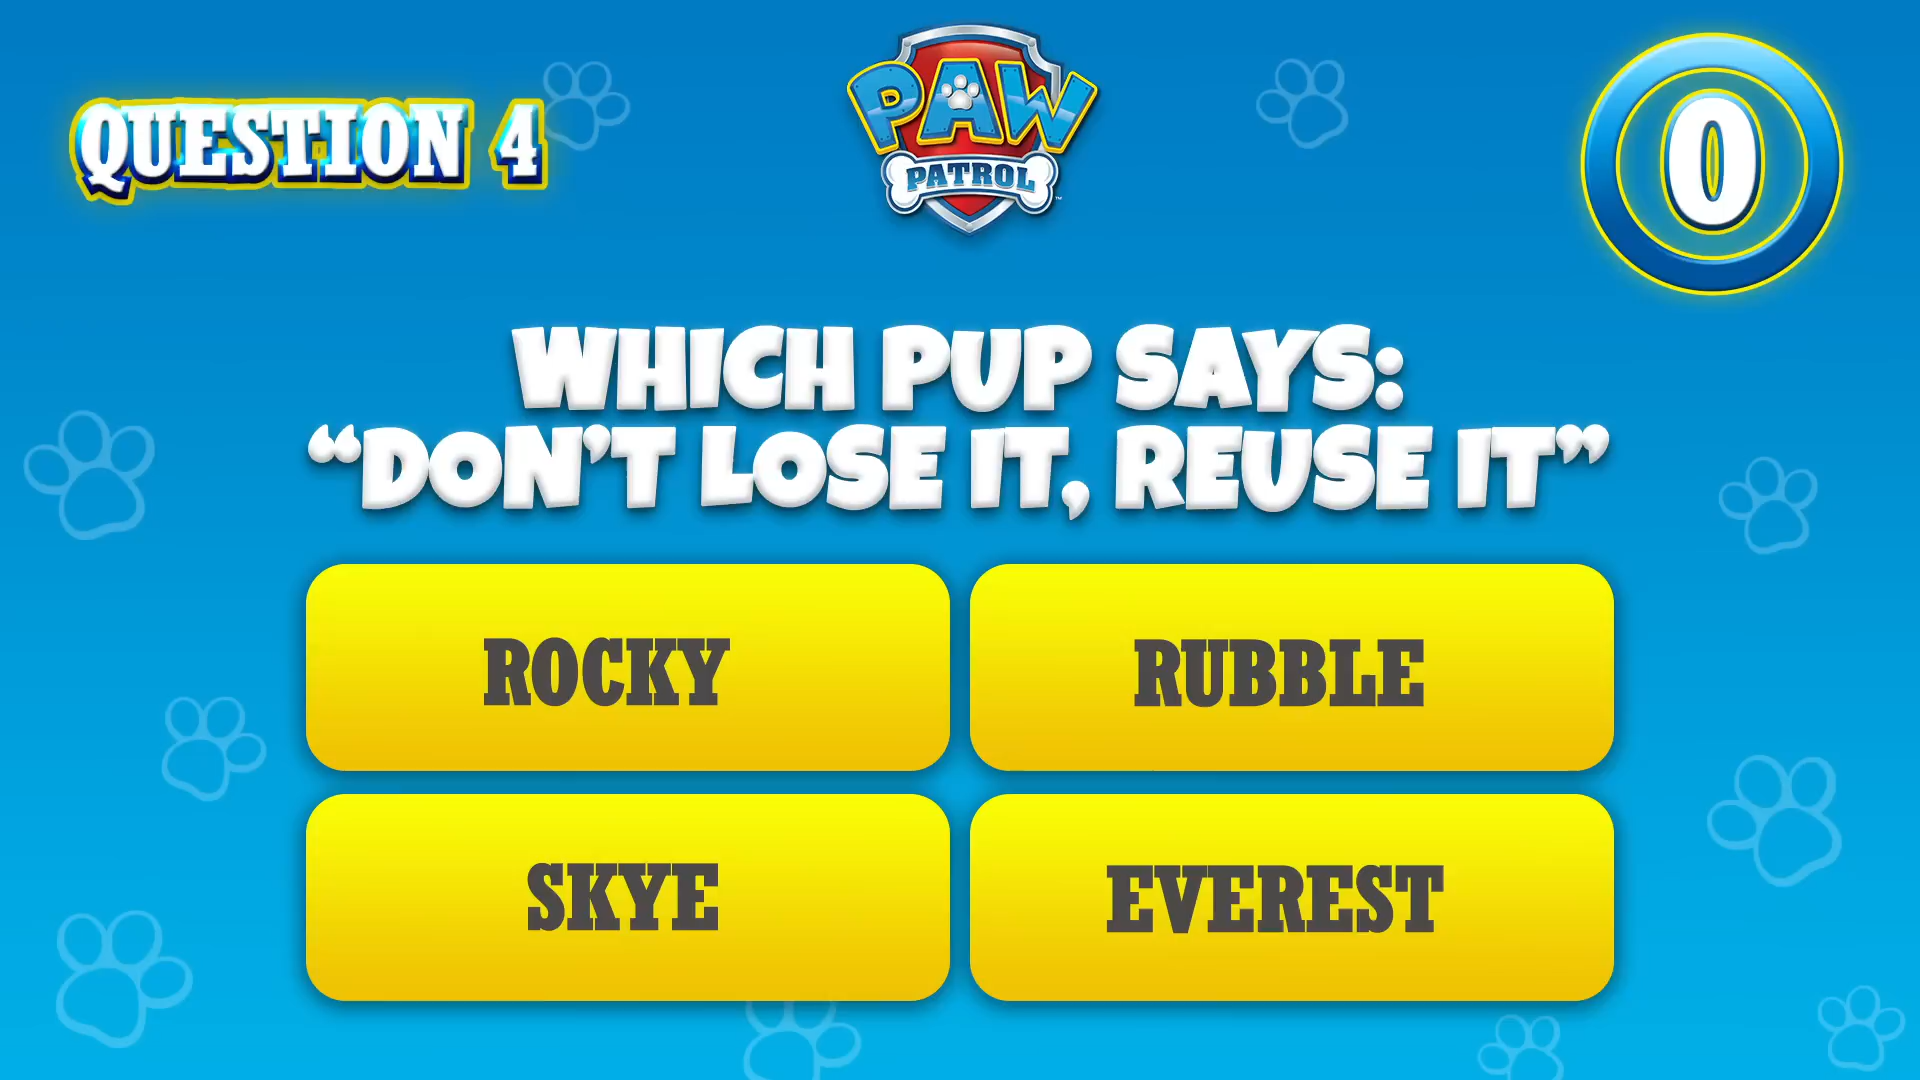 QUESTION 4
PAW
PATROL
0
WHICH PUP SAYS:
“DON’T LOSE IT, REUSE IT”
ROCKY
RUBBLE
SKYE
EVEREST